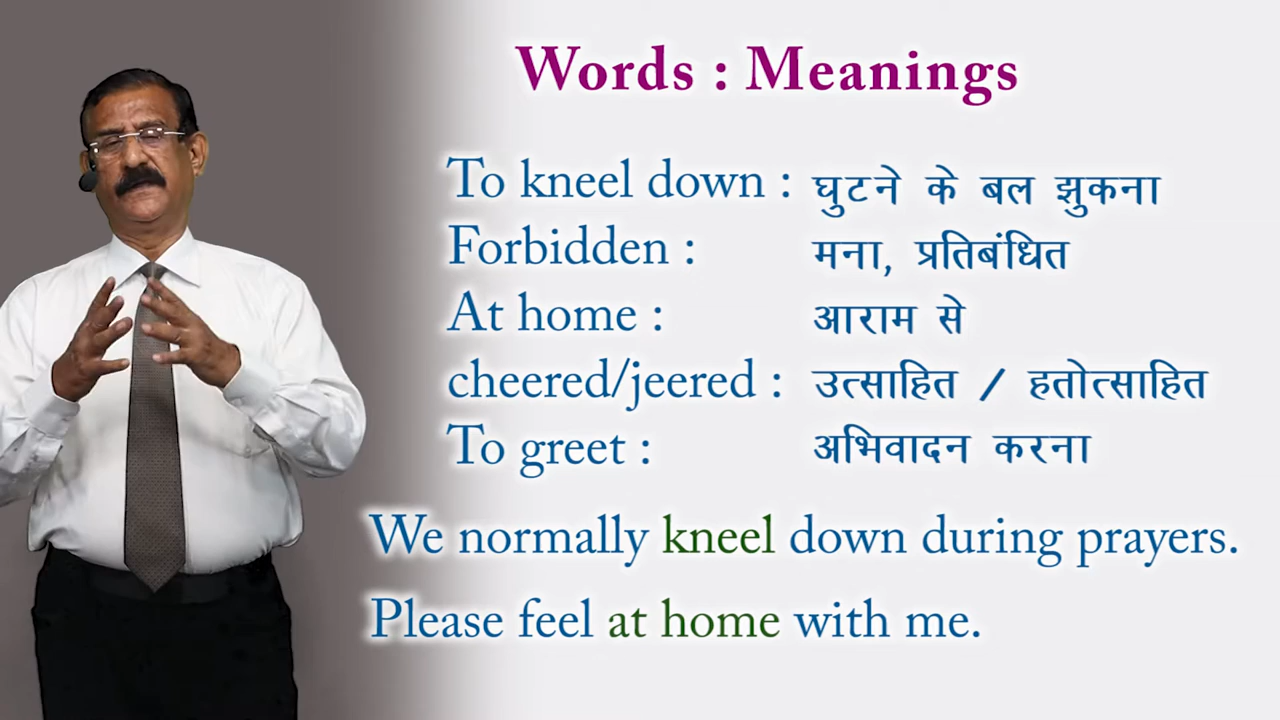 Words : Meanings
To kneel down : घुटने के बल झुकना
Forbidden : मना, प्रतिबंधित
At home : आराम से
cheered/jeered : उत्साहित / हतोत्साहित
To greet : अभिवादन करना
We normally kneel down during prayers.
Please feel at home with me.